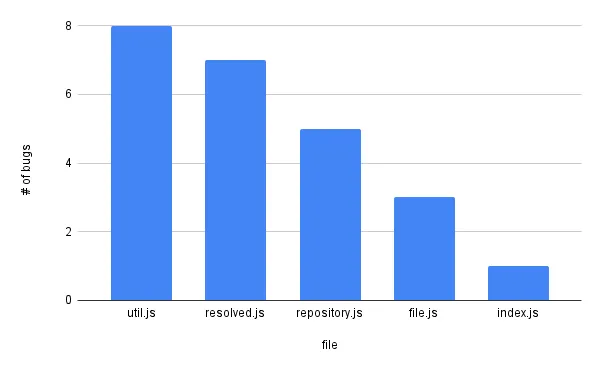 8
6
4
2
0
# of bugs
util.js
resolved.js
repository.js
file.js
index.js
file